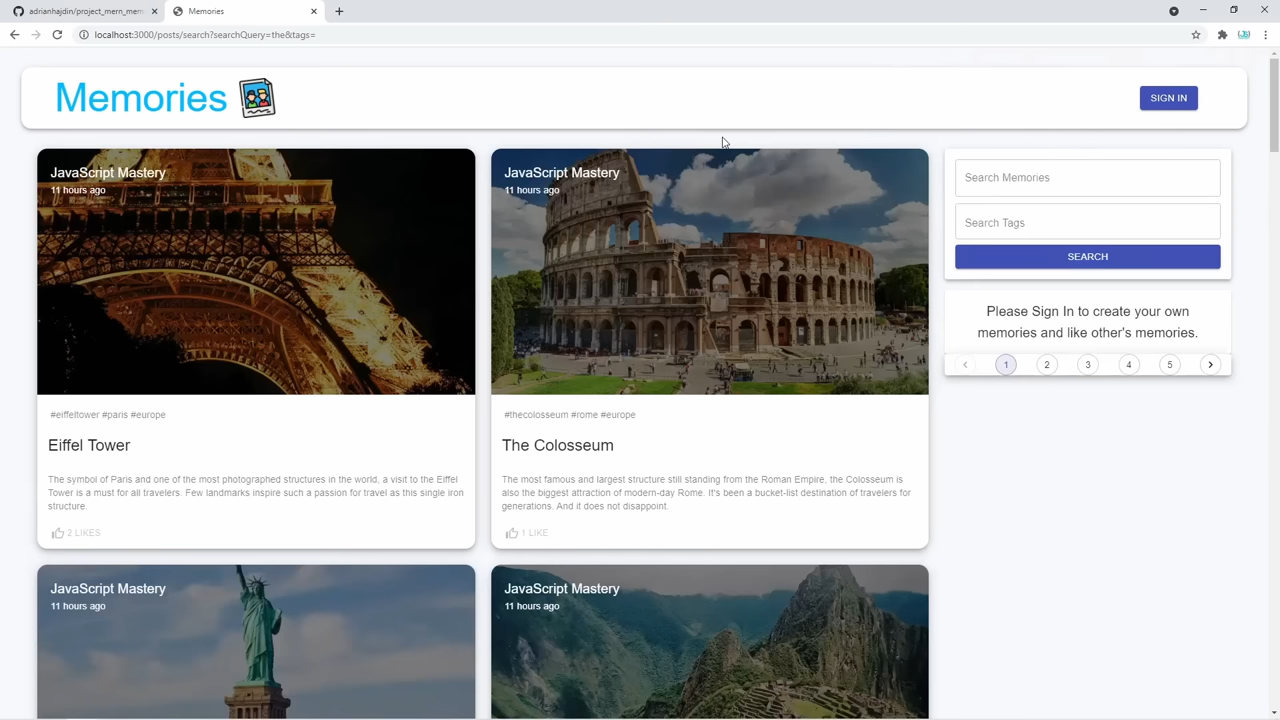 adrianhajdin/project_mern_mem
Memories
localhost:3000/posts/search?searchQuery=the&tags=
Memories
SIGN IN
JavaScript Mastery
11 hours ago
#eiffeltower #paris #europe
Eiffel Tower
The symbol of Paris and one of the most photographed structures in the world, a visit to the Eiffel
Tower is a must for all travelers. Few landmarks inspire such a passion for travel as this single iron
structure.
2 LIKES
JavaScript Mastery
11 hours ago
#thecolosseum #rome #europe
The Colosseum
The most famous and largest structure still standing from the Roman Empire, the Colosseum is
also the biggest attraction of modern-day Rome. It's been a bucket-list destination of travelers for
generations. And it does not disappoint.
1 LIKE
Search Memories
Search Tags
SEARCH
Please Sign In to create your own
memories and like other's memories.
1 2 3 4 5
JavaScript Mastery
11 hours ago
JavaScript Mastery
11 hours ago